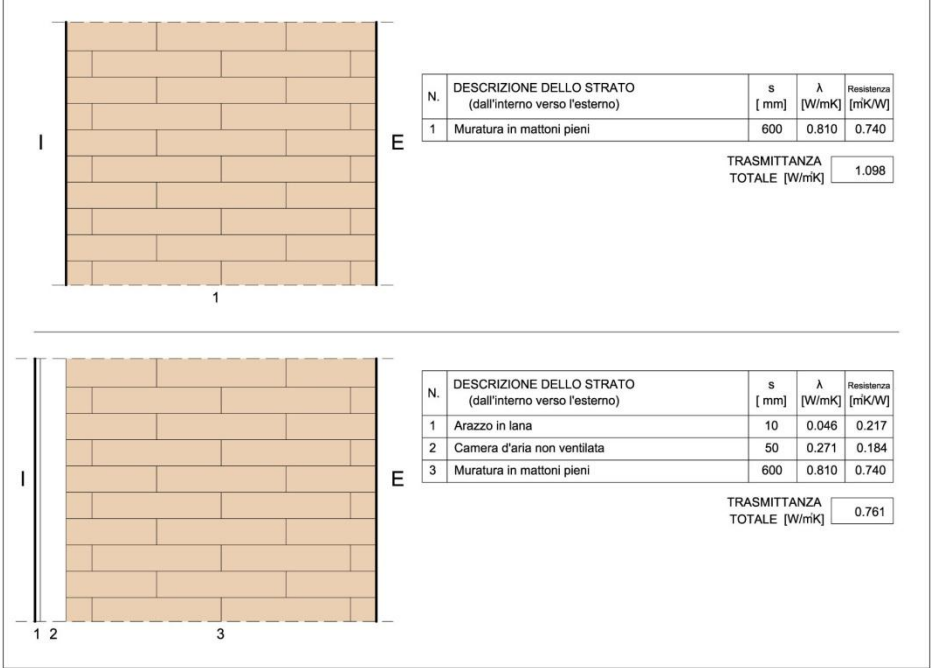 I
E
1
N. DESCRIZIONE DELLO STRATO (dall'interno verso l'esterno) s [ mm] λ [W/mK] Resistenza [m²K/W]
1 Muratura in mattoni pieni 600 0.810 0.740
TRASMITTANZA
TOTALE [W/m²K] 1.098
I
E
1 2 3
N. DESCRIZIONE DELLO STRATO (dall'interno verso l'esterno) s [ mm] λ [W/mK] Resistenza [m²K/W]
1 Arazzo in lana 10 0.046 0.217
2 Camera d'aria non ventilata 50 0.271 0.184
3 Muratura in mattoni pieni 600 0.810 0.740
TRASMITTANZA
TOTALE [W/m²K] 0.761